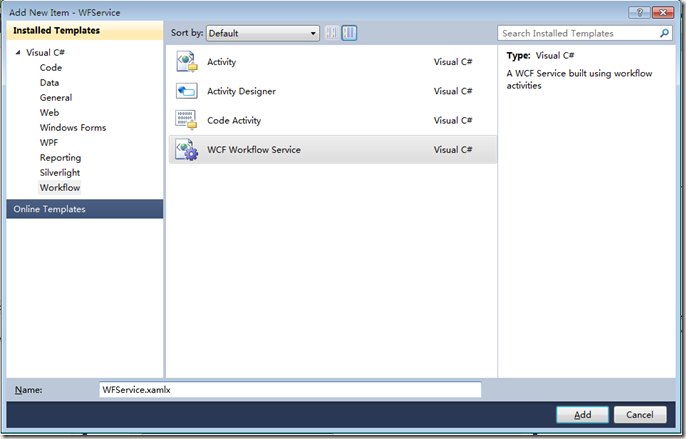 Add New Item - WFService
Installed Templates
Visual C#
Code
Data
General
Web
Windows Forms
WPF
Reporting
Silverlight
Workflow
Online Templates
Sort by: Default
Activity Visual C#
Activity Designer Visual C#
Code Activity Visual C#
WCF Workflow Service Visual C#
Search Installed Templates
Type: Visual C#
A WCF Service built using workflow
activities
Name: WFService.xamlx
Add Cancel